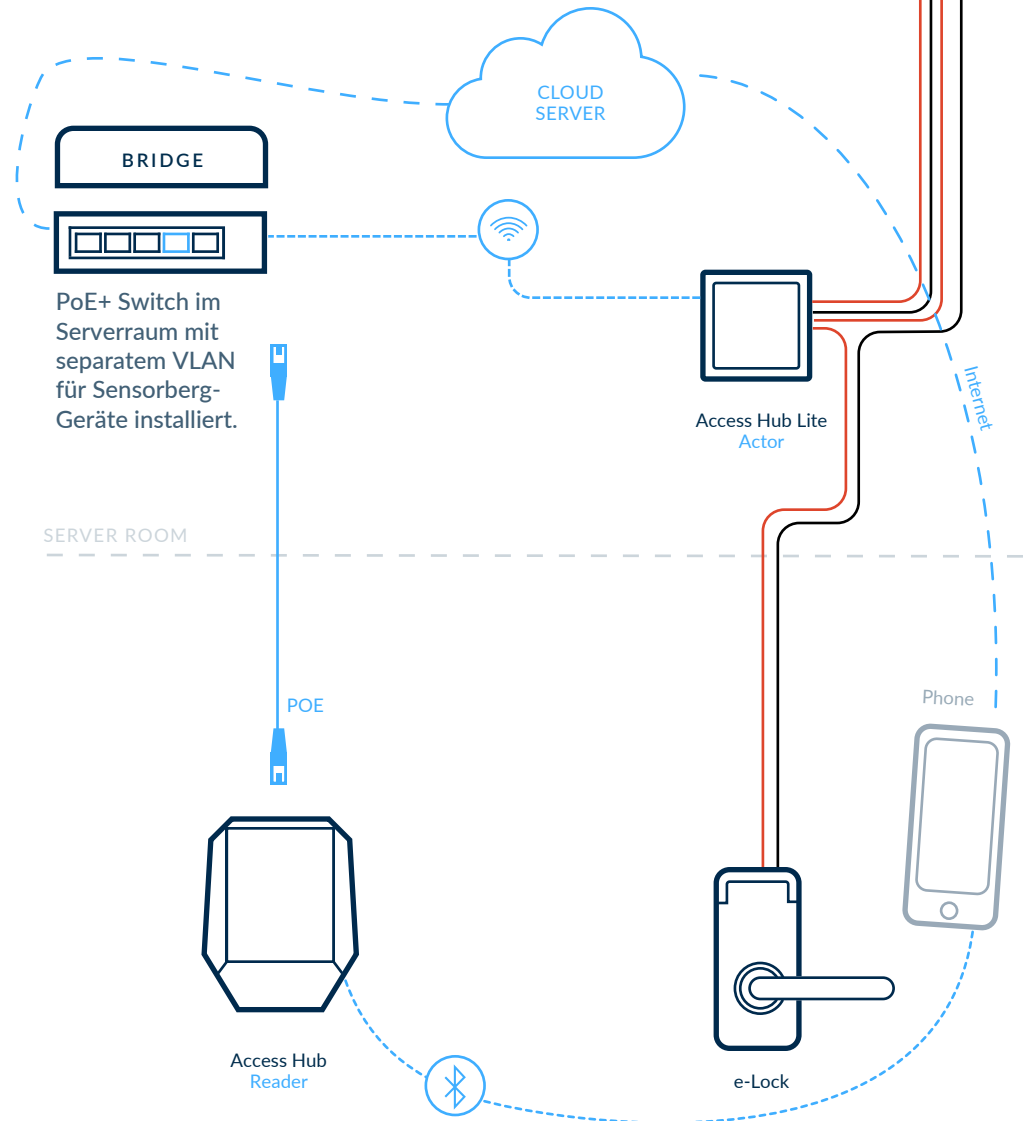 CLOUD
SERVER
BRIDGE
PoE+ Switch im
Serverraum mit
separatem VLAN
für Sensorberg-
Geräte installiert.
Internet
Access Hub Lite
Actor
SERVER ROOM
POE
Phone
Access Hub
Reader
e-Lock